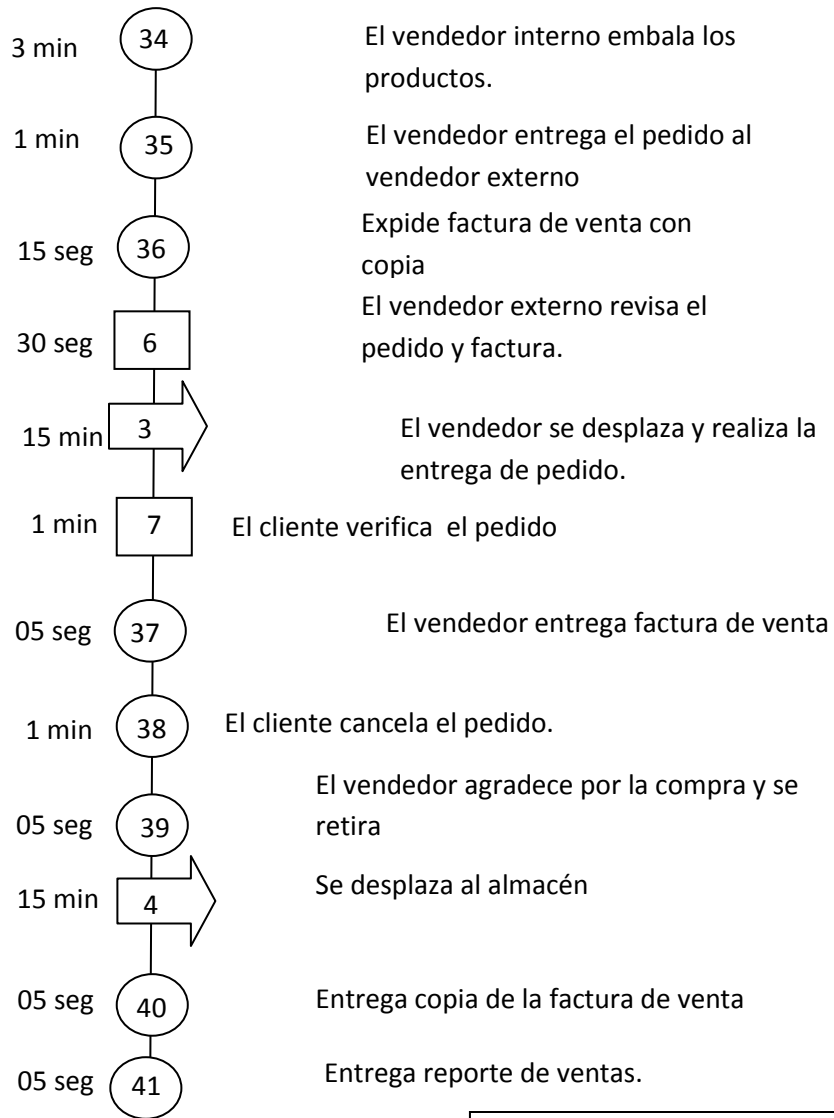 3 min
34
El vendedor interno embala los
productos.
1 min
35
El vendedor entrega el pedido al
vendedor externo
15 seg
36
Expide factura de venta con
copia
30 seg
6
El vendedor externo revisa el
pedido y factura.
15 min
3
El vendedor se desplaza y realiza la
entrega de pedido.
1 min
7
El cliente verifica el pedido
05 seg
37
El vendedor entrega factura de venta
1 min
38
El cliente cancela el pedido.
05 seg
39
El vendedor agradece por la compra y se
retira
15 min
4
Se desplaza al almacén
05 seg
40
Entrega copia de la factura de venta
05 seg
41
Entrega reporte de ventas.